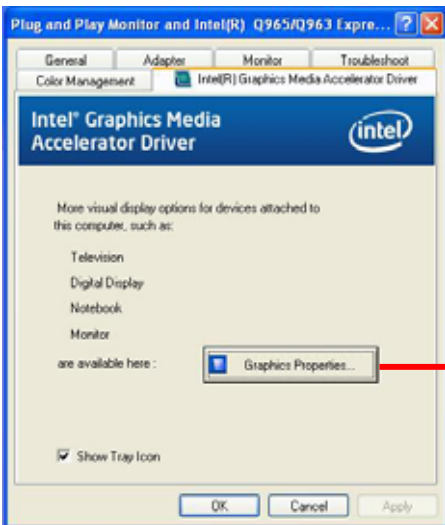 Plug and Play Monitor and Intel(R) Q965/Q963 Expre...
General Adapter Monitor Troubleshoot
Color Management Intel(R) Graphics Media Accelerator Driver
Intel® Graphics Media
Accelerator Driver
intel
More visual display options for devices attached to
this computer, such as:
Television
Digital Display
Notebook
Monitor
are available here :
Graphics Properties...
Show Tray Icon
OK Cancel Apply